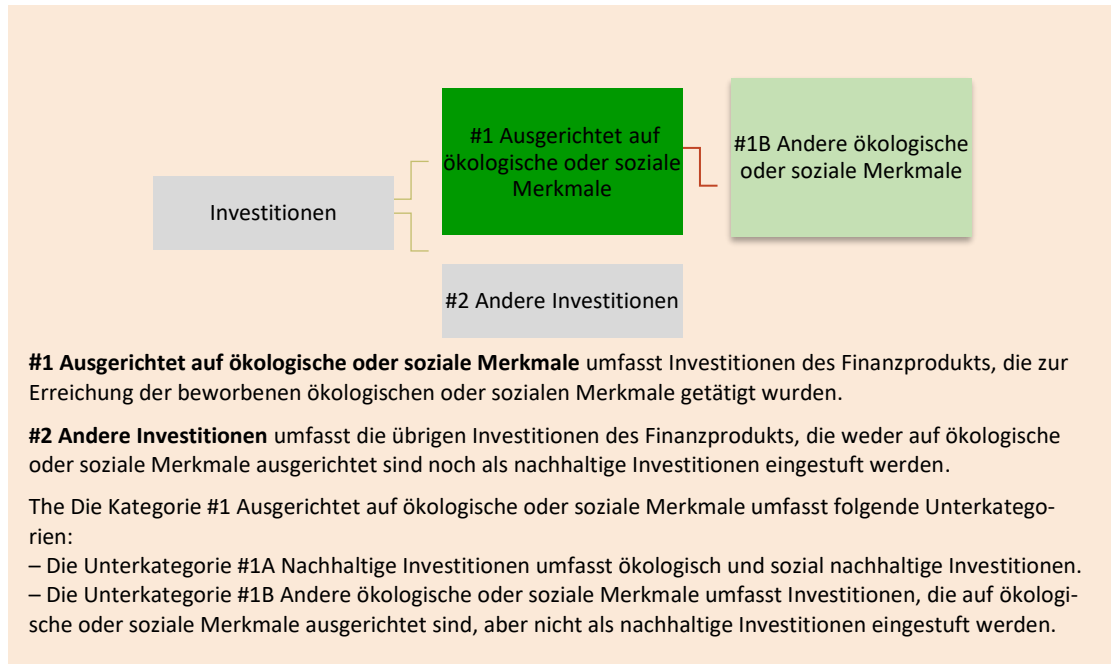 #1 Ausgerichtet auf
ökologische oder soziale
Merkmale
#1B Andere ökologische
oder soziale Merkmale
Investitionen
#2 Andere Investitionen
#1 Ausgerichtet auf ökologische oder soziale Merkmale umfasst Investitionen des Finanzprodukts, die zur
Erreichung der beworbenen ökologischen oder sozialen Merkmale getätigt wurden.
#2 Andere Investitionen umfasst die übrigen Investitionen des Finanzprodukts, die weder auf ökologische
oder soziale Merkmale ausgerichtet sind noch als nachhaltige Investitionen eingestuft werden.
The Die Kategorie #1 Ausgerichtet auf ökologische oder soziale Merkmale umfasst folgende Unterkatego-
rien:
– Die Unterkategorie #1A Nachhaltige Investitionen umfasst ökologisch und sozial nachhaltige Investitionen.
– Die Unterkategorie #1B Andere ökologische oder soziale Merkmale umfasst Investitionen, die auf ökologi-
sche oder soziale Merkmale ausgerichtet sind, aber nicht als nachhaltige Investitionen eingestuft werden.